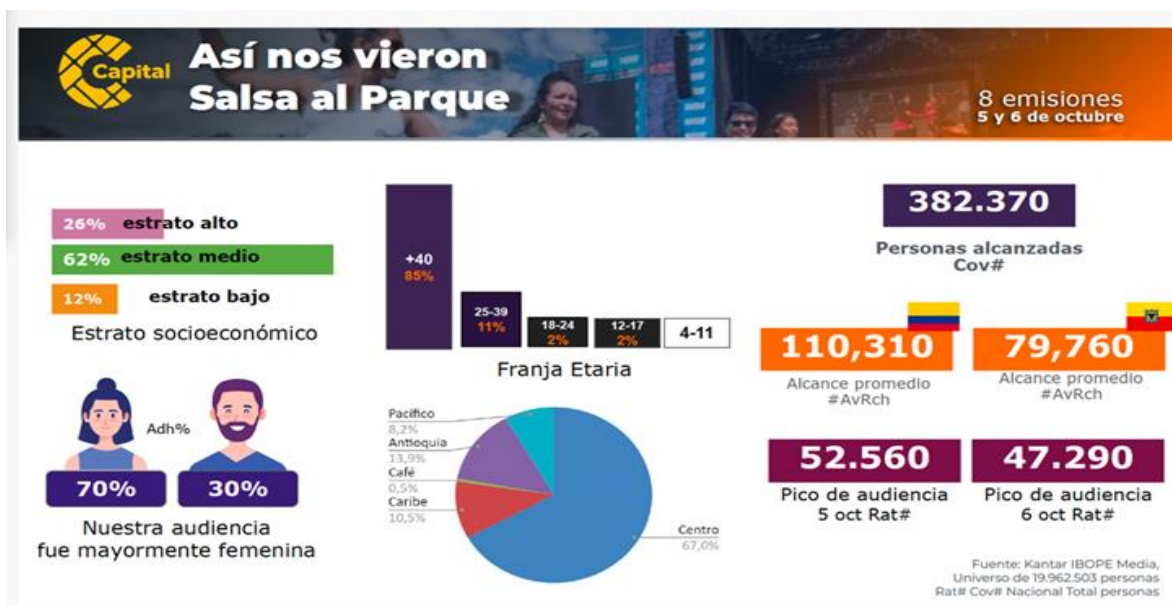 Capital
Así nos vieron
Salsa al Parque
8 emisiones
5 y 6 de octubre
26% estrato alto
62% estrato medio
12% estrato bajo
Estrato socioeconómico
Adh%
70%
30%
Nuestra audiencia
fue mayormente femenina
+40
85%
25-39
11%
18-24
2%
12-17
2%
4-11
Franja Etaria
Pacífico
8,2%
Antioquia
13,9%
Café
0,5%
Caribe
10,5%
Centro
67,0%
382.370
Personas alcanzadas
Cov#
110,310
Alcance promedio
#AvRch
79,760
Alcance promedio
#AvRch
52.560
Pico de audiencia
5 oct Rat#
47.290
Pico de audiencia
6 oct Rat#
Fuente: Kantar IBOPE Media,
Universo de 19.962.503 personas
Rat# Cov# Nacional Total personas